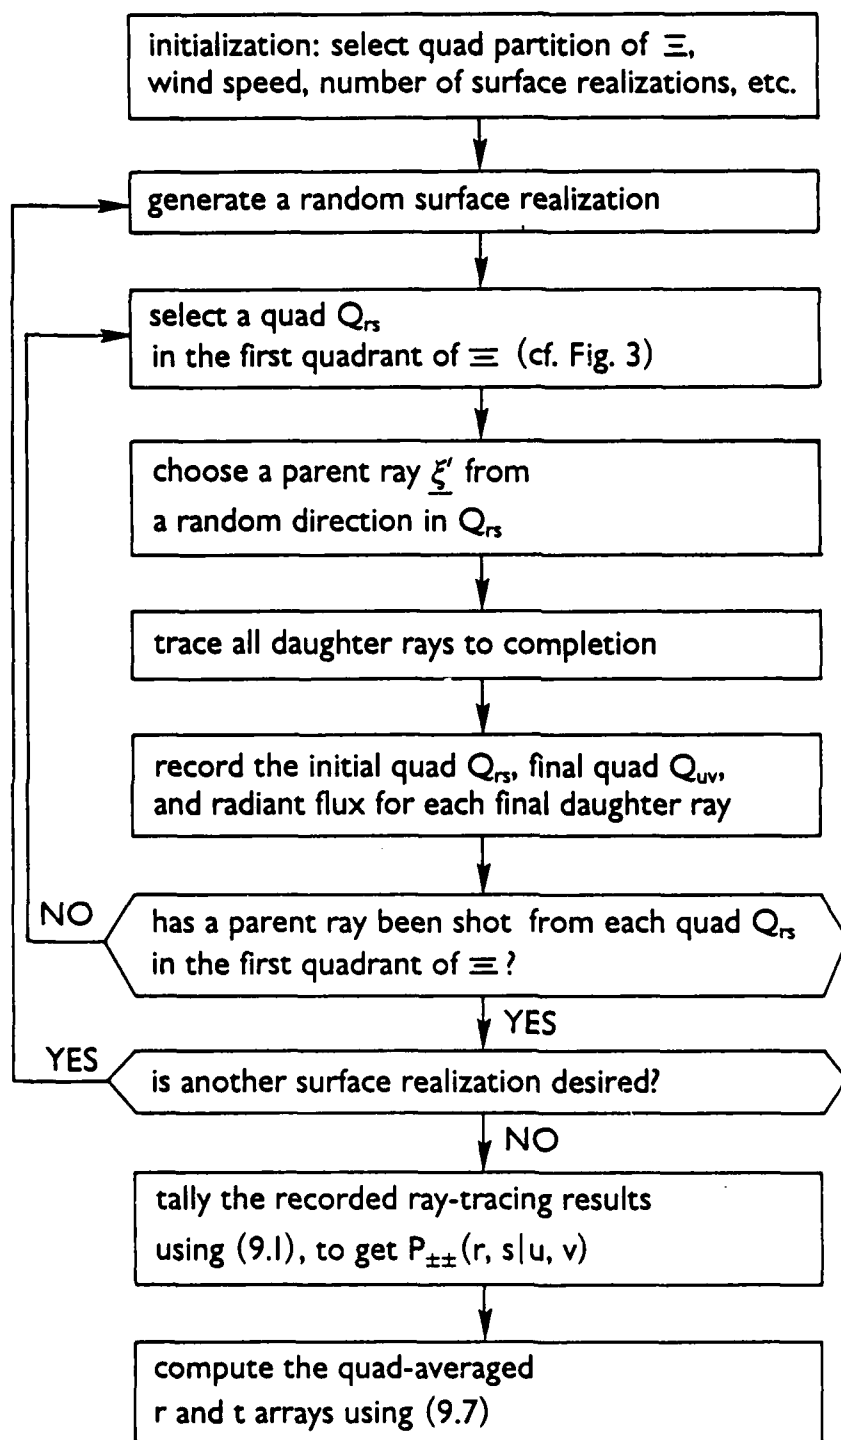 initialization: select quad partition of Ξ,
wind speed, number of surface realizations, etc.
generate a random surface realization
select a quad Qrs
in the first quadrant of Ξ (cf. Fig. 3)
choose a parent ray ξ' from
a random direction in Qrs
trace all daughter rays to completion
record the initial quad Qrs, final quad Quv,
and radiant flux for each final daughter ray
NO
has a parent ray been shot from each quad Qrs
in the first quadrant of Ξ?
YES
YES
is another surface realization desired?
NO
tally the recorded ray-tracing results
using (9.1), to get P±±(r, s|u, v)
compute the quad-averaged
r and t arrays using (9.7)